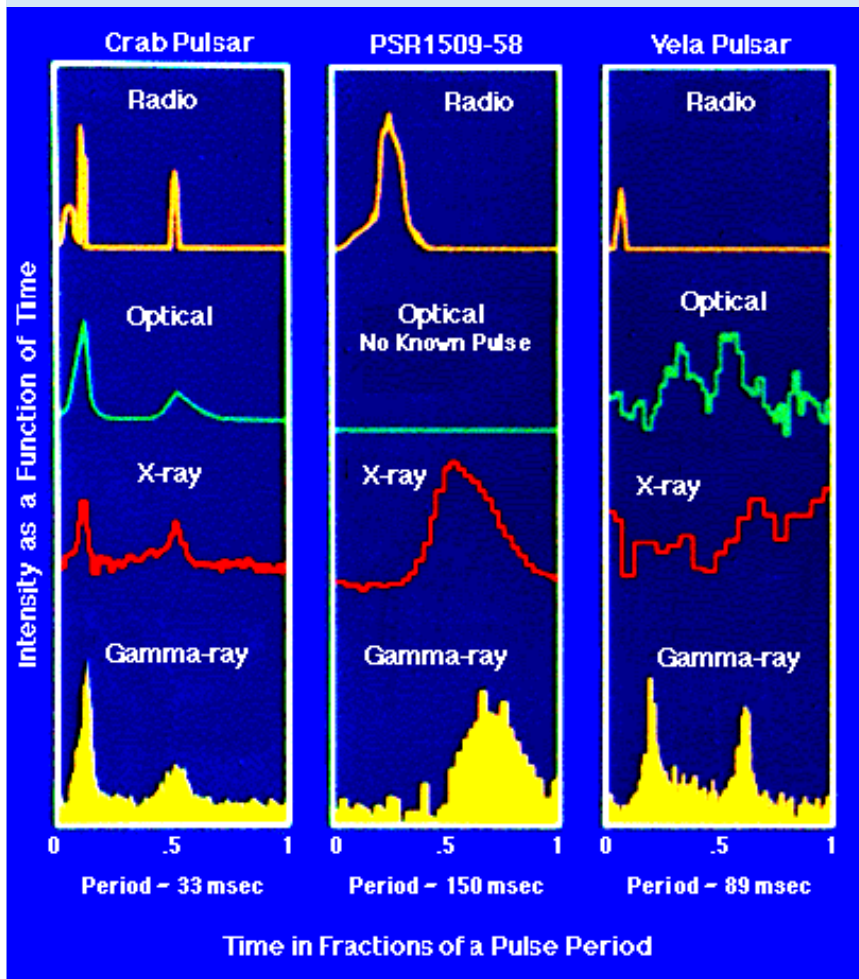 Crab Pulsar
PSR1509-58
Vela Pulsar
Radio
Radio
Radio
Optical
Optical
No Known Pulse
Optical
X-ray
X-ray
X-ray
Gamma-ray
Gamma-ray
Gamma-ray
Intensity as a Function of Time
0 .5 1
0 .5 1
0 .5 1
Period ~ 33 msec
Period ~ 150 msec
Period ~ 89 msec
Time in Fractions of a Pulse Period